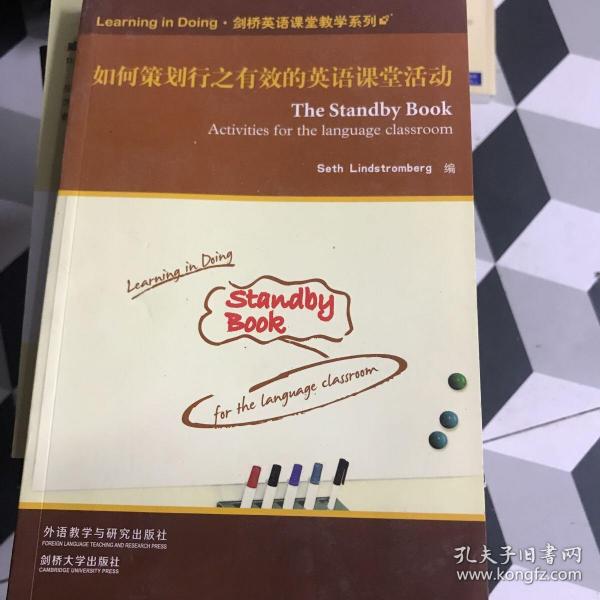 Learning in Doing · 剑桥英语课堂教学系列
如何策划行之有效的英语课堂活动
The Standby Book
Activities for the language classroom
Seth Lindstromberg 编
Learning in Doing
Standby
Book
for the language classroom
外语教学与研究出版社
FOREIGN LANGUAGE TEACHING AND RESEARCH PRESS
剑桥大学出版社
CAMBRIDGE UNIVERSITY PRESS
孔夫子旧书网
www.kongfz.com